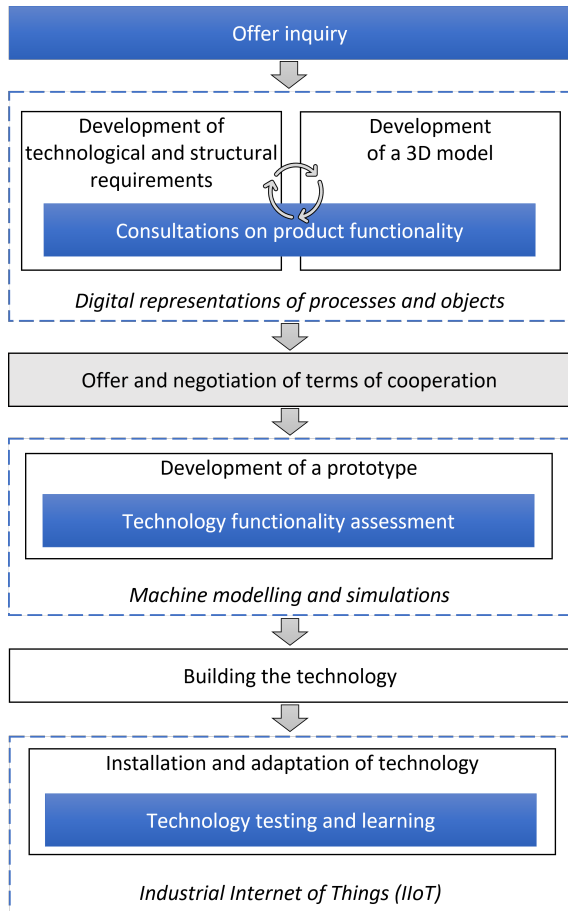 Offer inquiry
Development of
technological and structural
requirements
Development
of a 3D model
Consultations on product functionality
Digital representations of processes and objects
Offer and negotiation of terms of cooperation
Development of a prototype
Technology functionality assessment
Machine modelling and simulations
Building the technology
Installation and adaptation of technology
Technology testing and learning
Industrial Internet of Things (IIoT)